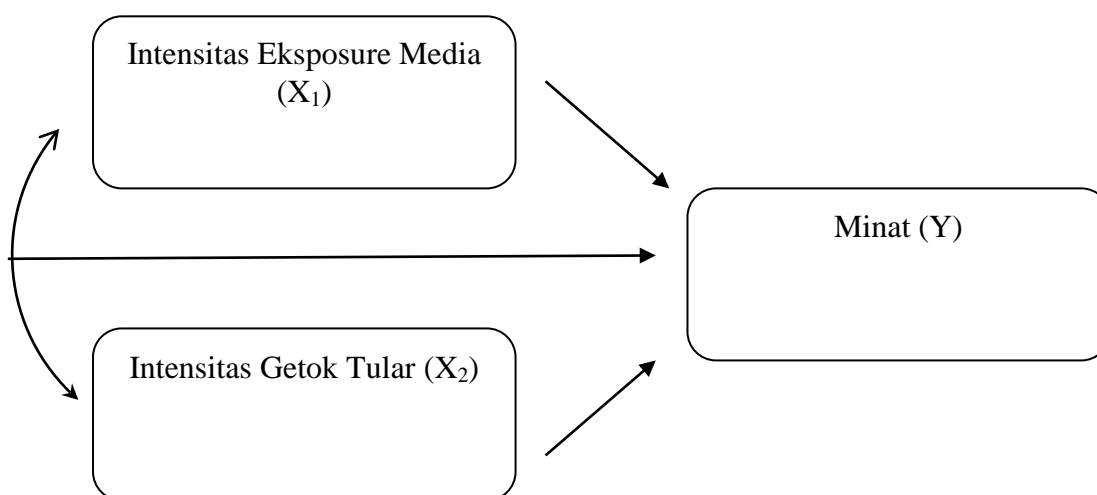 Intensitas Eksposure Media
(X₁)
Minat (Y)
Intensitas Getok Tular (X₂)